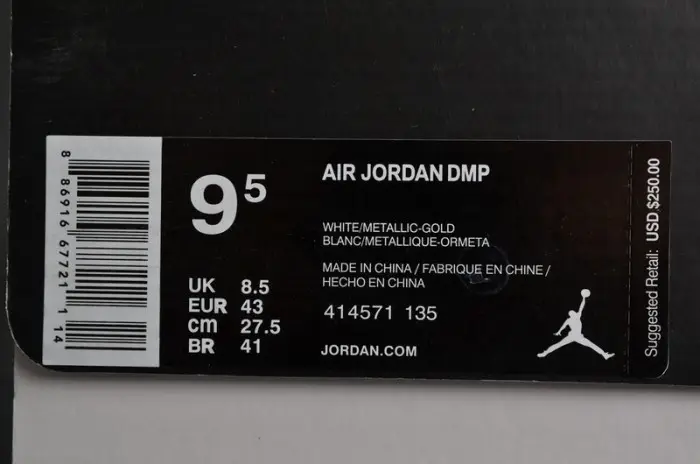 8 86916 67721 1 14
9 5
UK 8.5
EUR 43
cm 27.5
BR 41
AIR JORDAN DMP
WHITE/METALLIC-GOLD
BLANC/METALLIQUE-ORMETA
MADE IN CHINA / FABRIQUE EN CHINE /
HECHO EN CHINA
414571 135
JORDAN.COM
Suggested Retail: USD $250.00